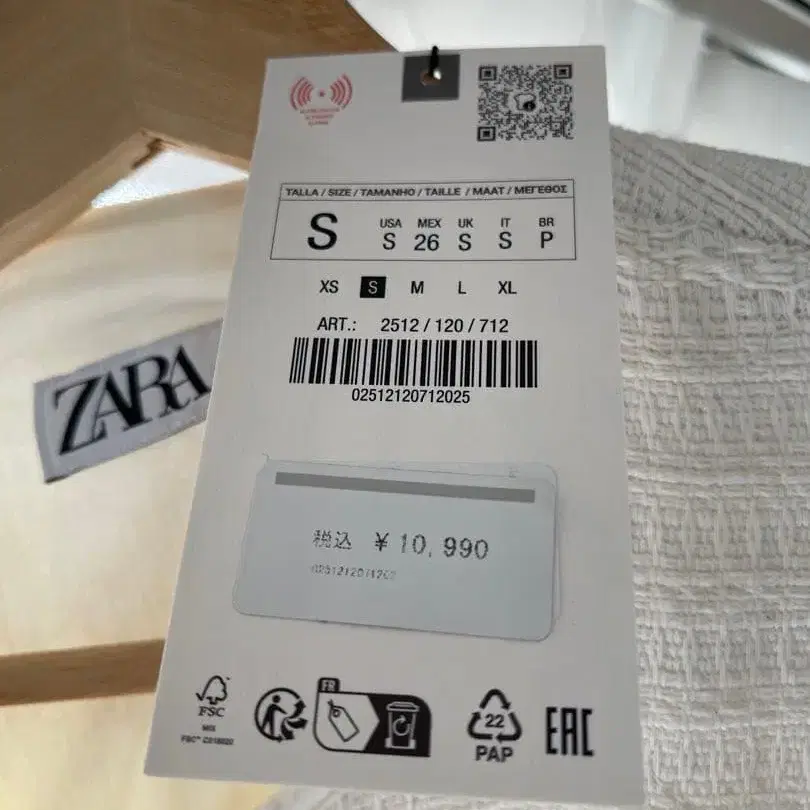 TALLA / SIZE / TAMANHO / TAILLE / MAAT / ΜΕΓΕΘΟΣ
USA MEX UK IT BR
S S 26 S S P
XS S M L XL
ART.: 2512 / 120 / 712
02512120712025
ZARA
税込 ¥10,990
FR
FSC
MIX
22
PAP
EAC